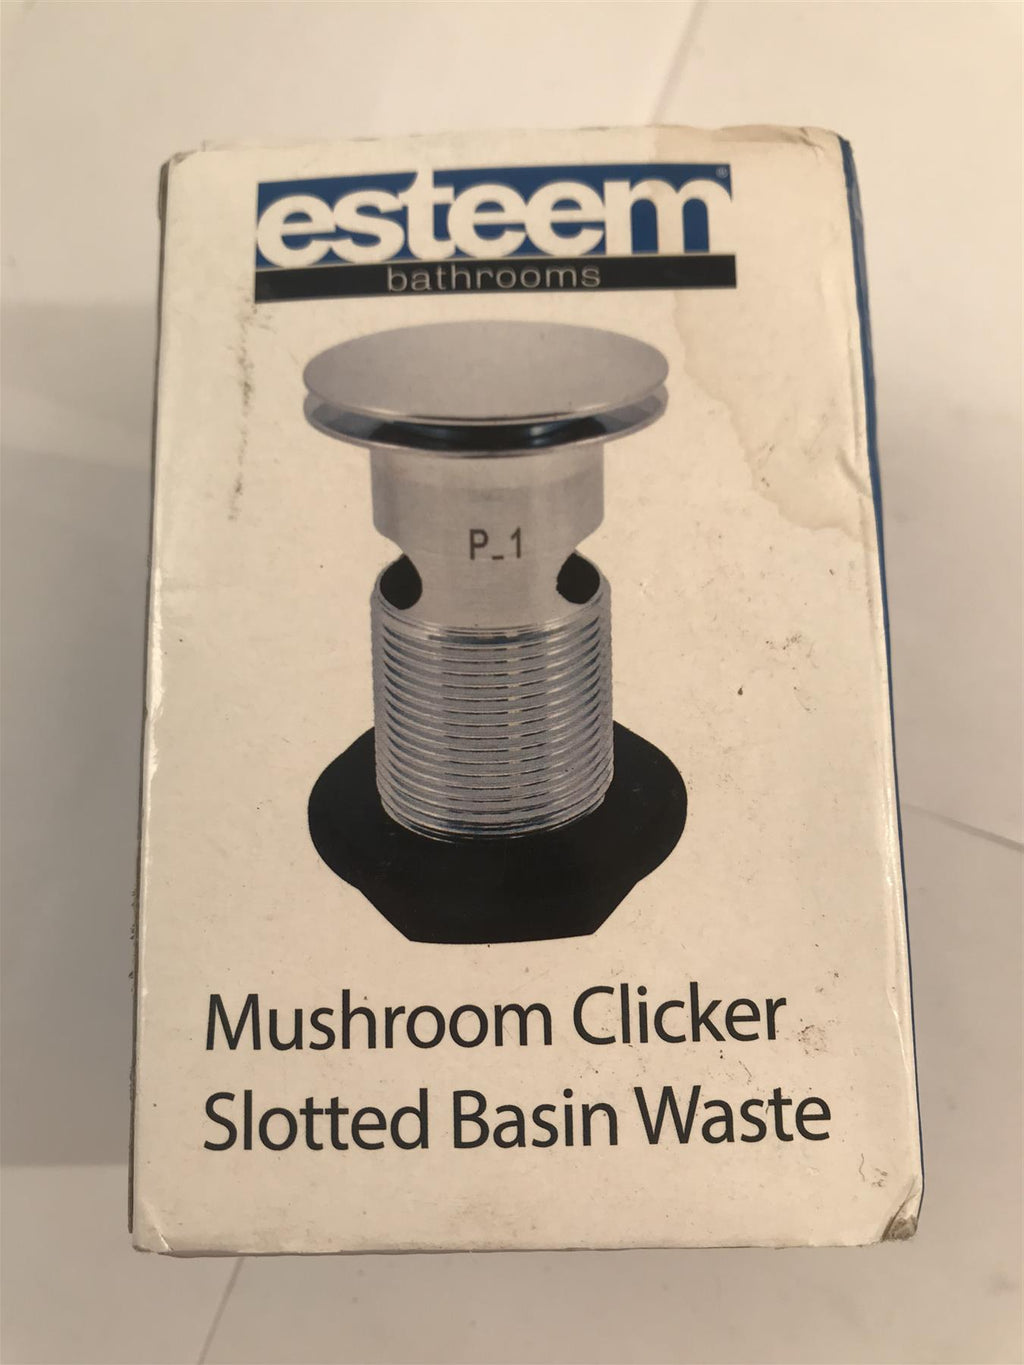 esteem®
bathrooms
P_1
Mushroom Clicker
Slotted Basin Waste